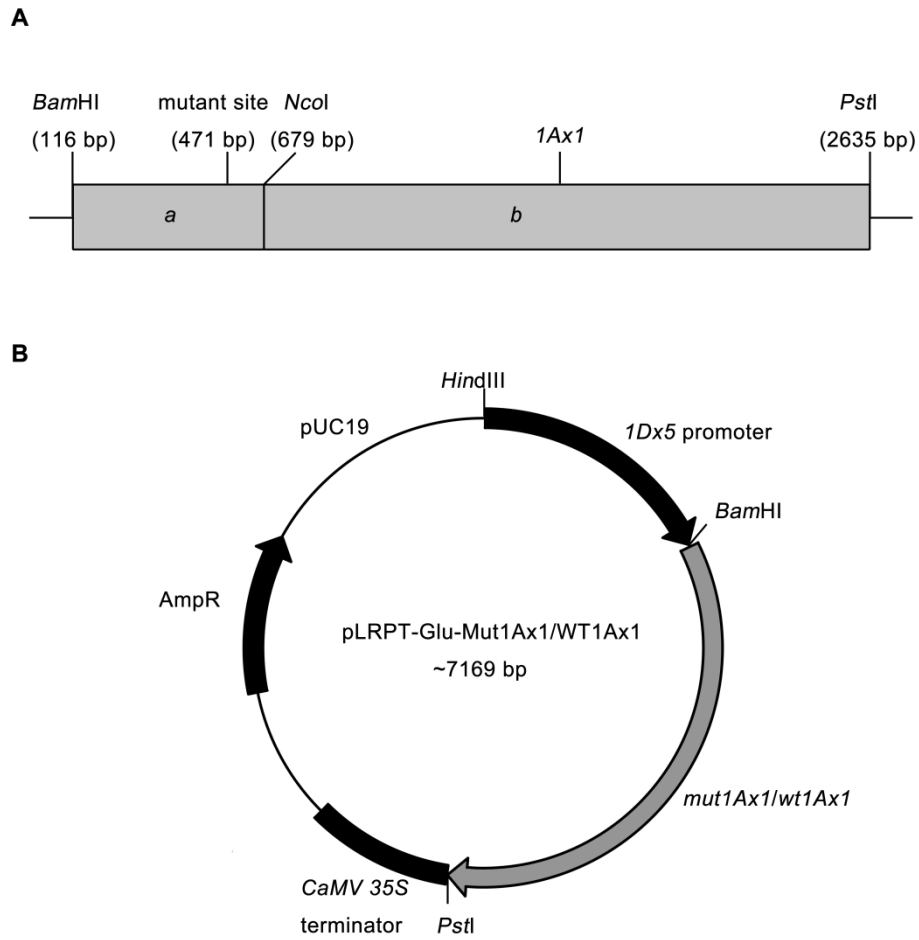 A
BamHI mutant site NcoI PstI
(116 bp) (471 bp) (679 bp) 1Ax1 (2635 bp)
a b
B
HindIII
pUC19 1Dx5 promoter
BamHI
AmpR
pLRPT-Glu-Mut1Ax1/WT1Ax1
~7169 bp
mut1Ax1/wt1Ax1
CaMV 35S
terminator PstI